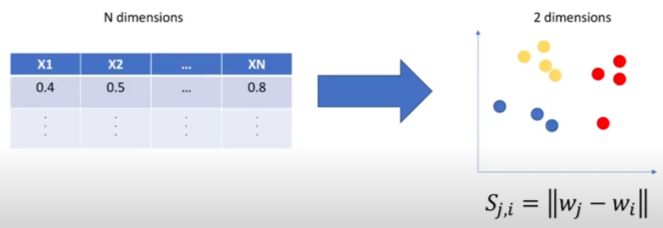 N dimensions
2 dimensions
X1 X2 ... XN
0.4 0.5 ... 0.8
⋮ ⋮ ⋮ ⋮
S_{j,i} = ‖w_j − w_i‖